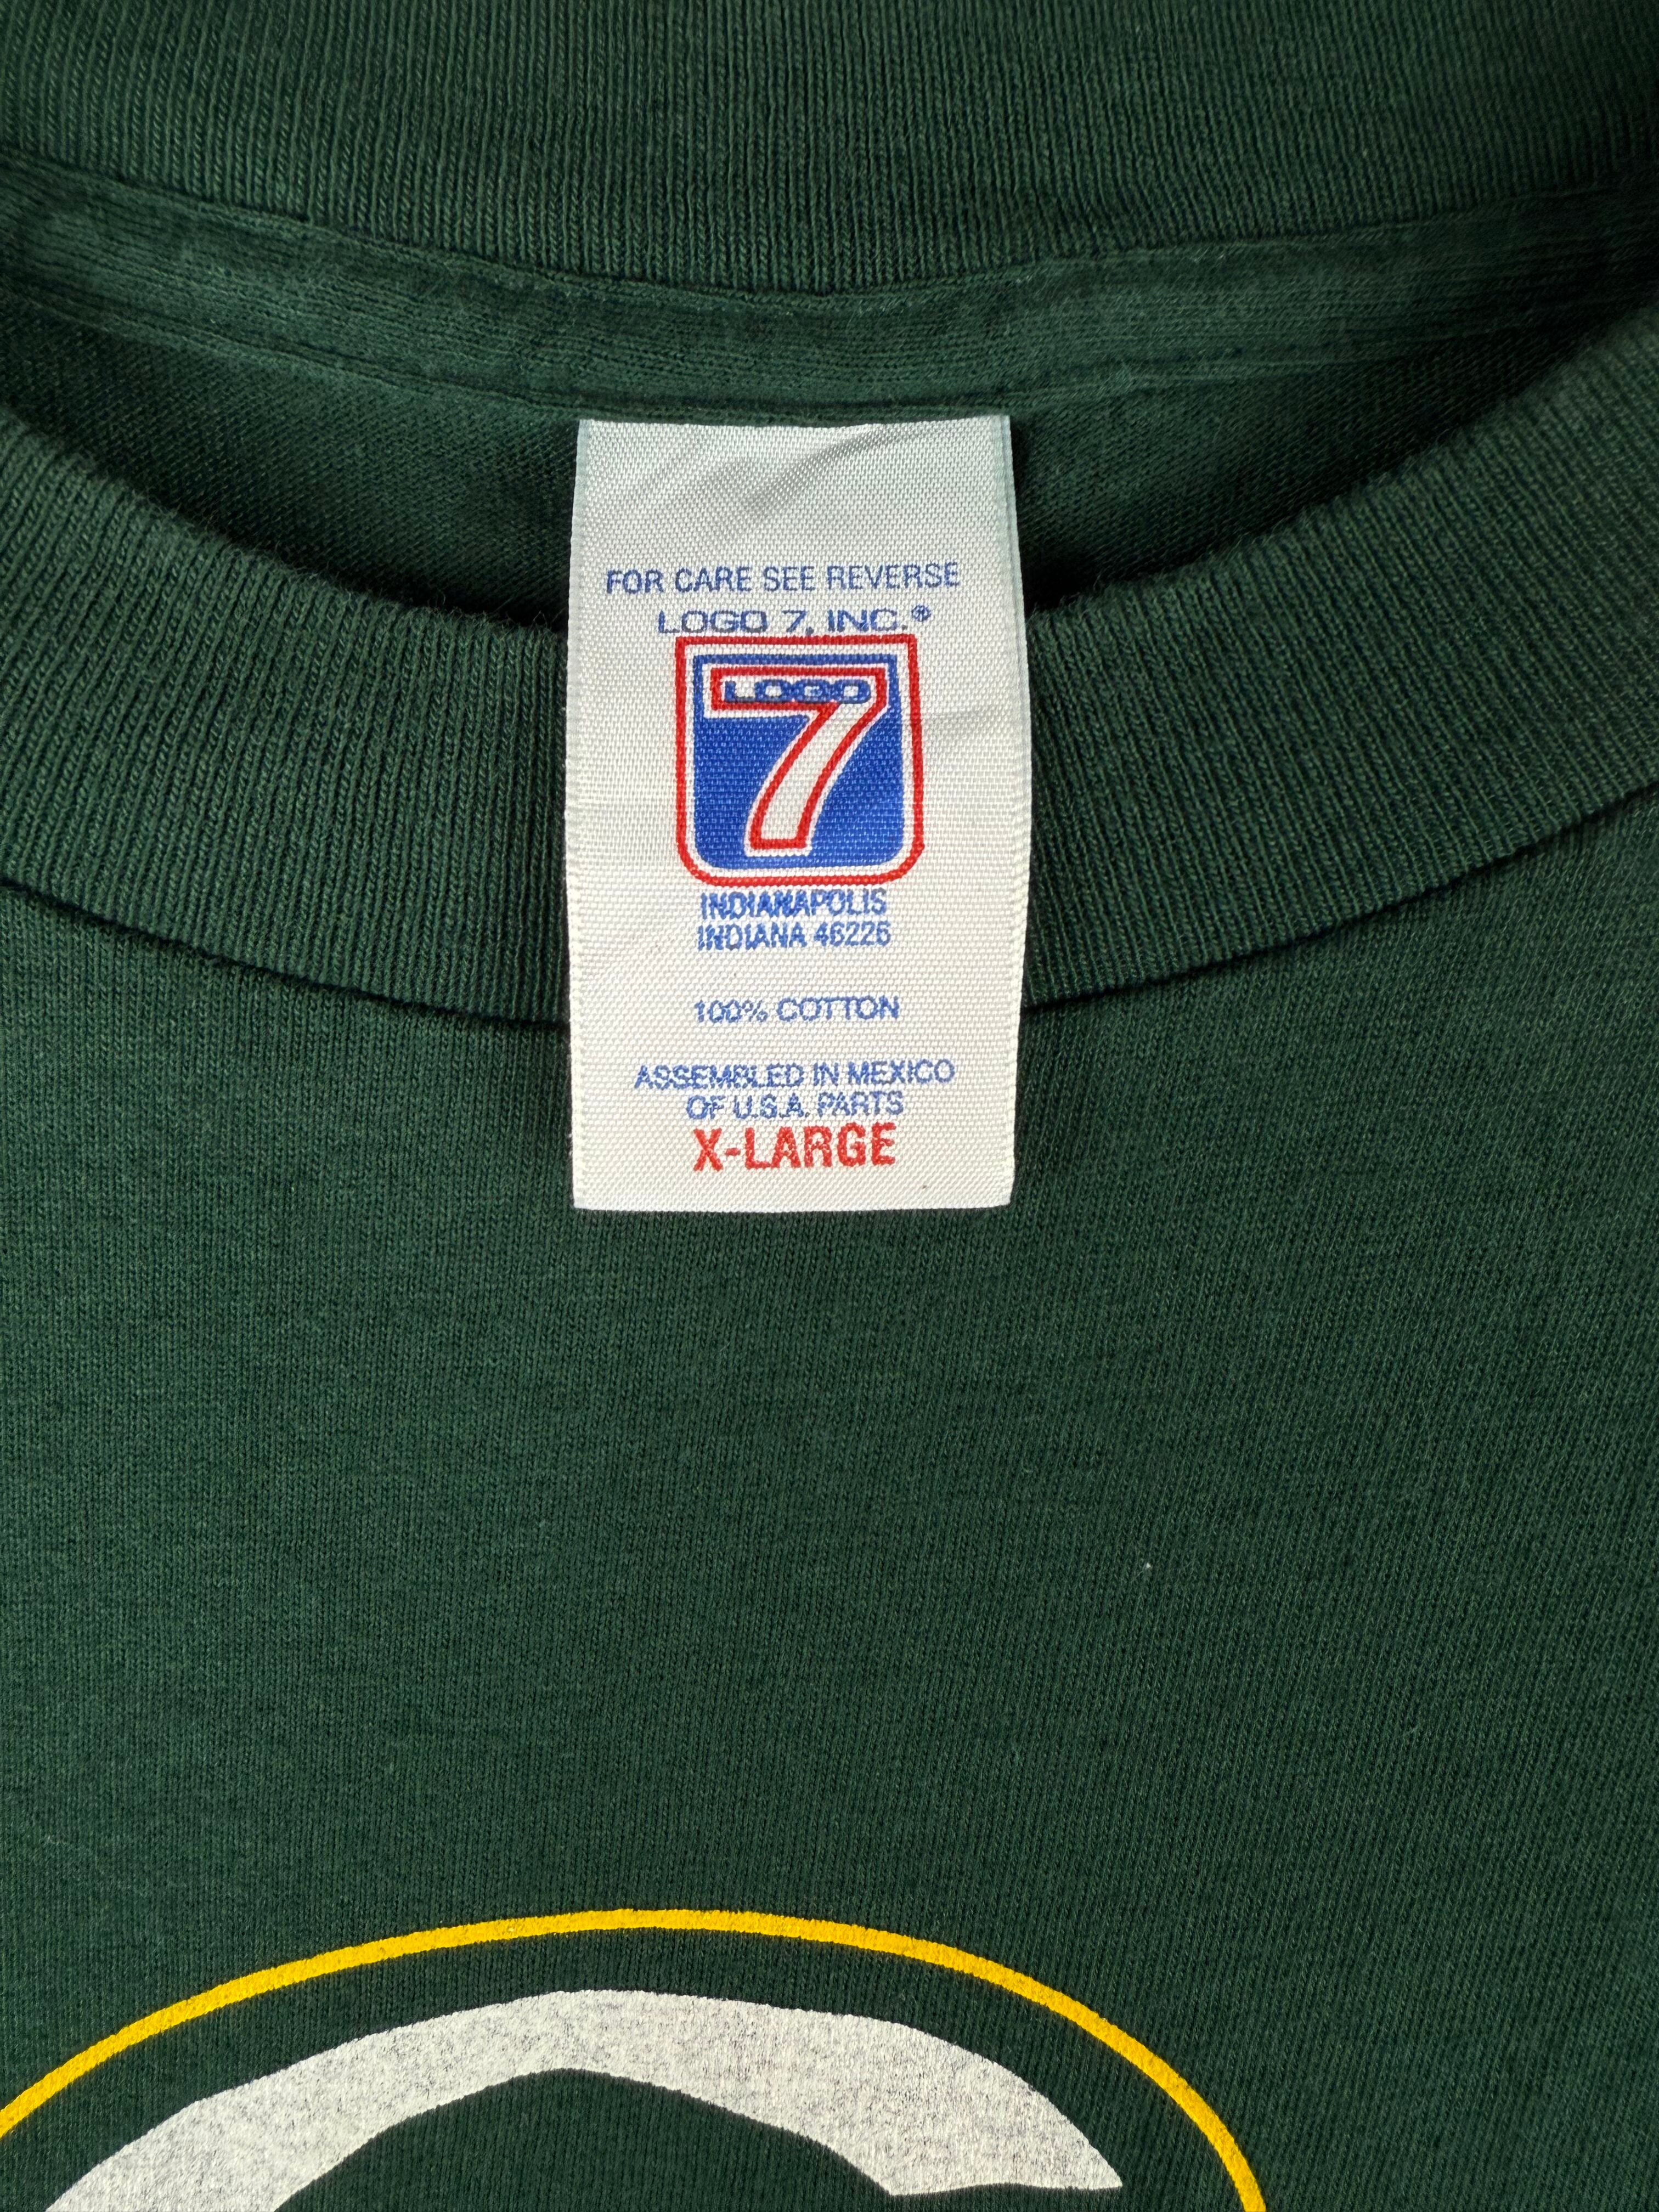 FOR CARE SEE REVERSE
LOGO 7, INC.®
LOGO
7
INDIANAPOLIS
INDIANA 46226
100% COTTON
ASSEMBLED IN MEXICO
OF U.S.A. PARTS
X-LARGE